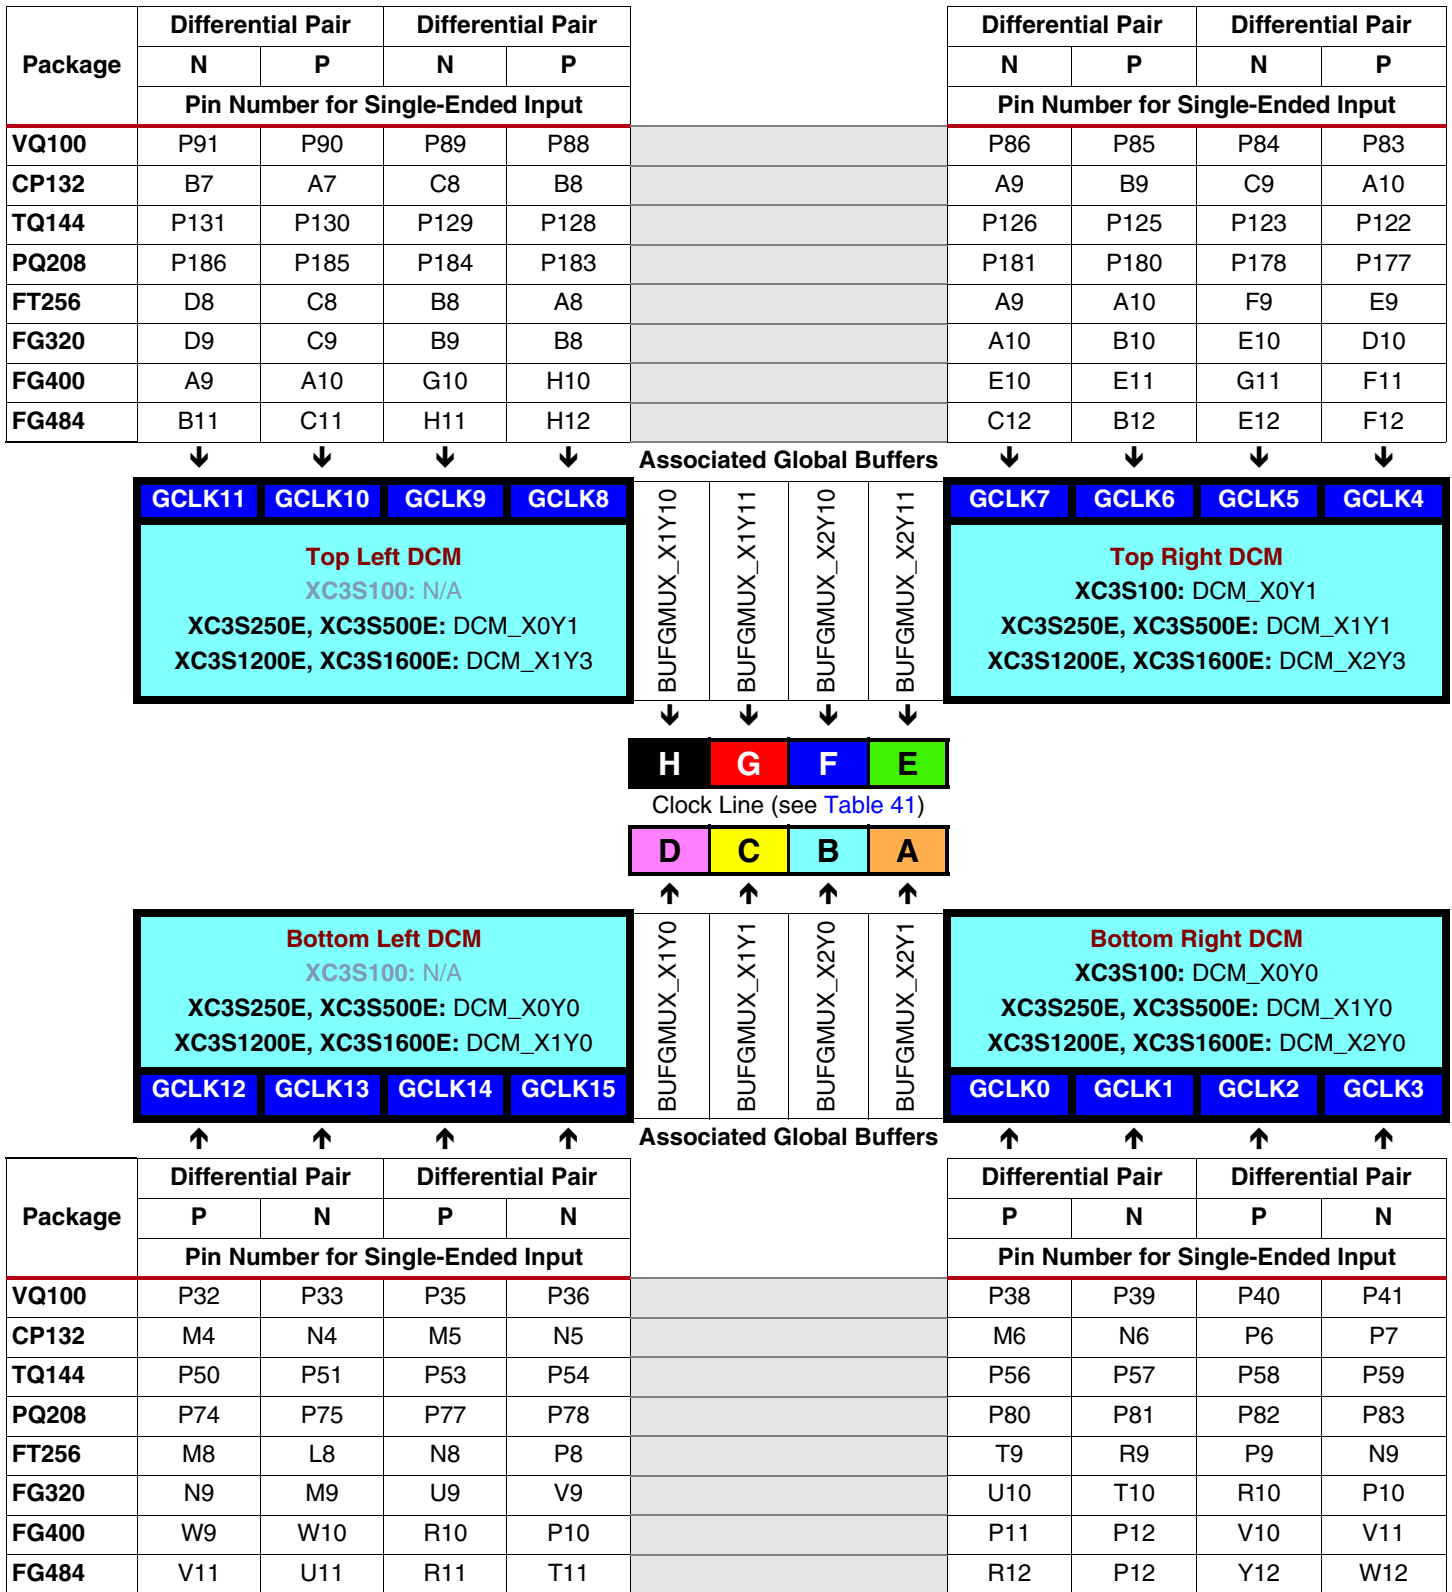 Package Differential Pair Differential Pair Differential Pair Differential Pair
N P N P N P N P
Pin Number for Single-Ended Input Pin Number for Single-Ended Input
VQ100 P91 P90 P89 P88 P86 P85 P84 P83
CP132 B7 A7 C8 B8 A9 B9 C9 A10
TQ144 P131 P130 P129 P128 P126 P125 P123 P122
PQ208 P186 P185 P184 P183 P181 P180 P178 P177
FT256 D8 C8 B8 A8 A9 A10 F9 E9
FG320 D9 C9 B9 B8 A10 B10 E10 D10
FG400 A9 A10 G10 H10 E10 E11 G11 F11
FG484 B11 C11 H11 H12 C12 B12 E12 F12
Associated Global Buffers
GCLK11 GCLK10 GCLK9 GCLK8
Top Left DCM
XC3S100: N/A
XC3S250E, XC3S500E: DCM_X0Y1
XC3S1200E, XC3S1600E: DCM_X1Y3
BUFGMUX_X1Y10
BUFGMUX_X1Y11
BUFGMUX_X2Y10
BUFGMUX_X2Y11
GCLK7 GCLK6 GCLK5 GCLK4
Top Right DCM
XC3S100: DCM_X0Y1
XC3S250E, XC3S500E: DCM_X1Y1
XC3S1200E, XC3S1600E: DCM_X2Y3
H G F E
Clock Line (see Table 41)
D C B A
Bottom Left DCM
XC3S100: N/A
XC3S250E, XC3S500E: DCM_X0Y0
XC3S1200E, XC3S1600E: DCM_X1Y0
GCLK12 GCLK13 GCLK14 GCLK15
BUFGMUX_X1Y0
BUFGMUX_X1Y1
BUFGMUX_X2Y0
BUFGMUX_X2Y1
Bottom Right DCM
XC3S100: DCM_X0Y0
XC3S250E, XC3S500E: DCM_X1Y0
XC3S1200E, XC3S1600E: DCM_X2Y0
GCLK0 GCLK1 GCLK2 GCLK3
Associated Global Buffers
Package Differential Pair Differential Pair Differential Pair Differential Pair
P N P N P N P N
Pin Number for Single-Ended Input Pin Number for Single-Ended Input
VQ100 P32 P33 P35 P36 P38 P39 P40 P41
CP132 M4 N4 M5 N5 M6 N6 P6 P7
TQ144 P50 P51 P53 P54 P56 P57 P58 P59
PQ208 P74 P75 P77 P78 P80 P81 P82 P83
FT256 M8 L8 N8 P8 T9 R9 P9 N9
FG320 N9 M9 U9 V9 U10 T10 R10 P10
FG400 W9 W10 R10 P10 P11 P12 V10 V11
FG484 V11 U11 R11 T11 R12 P12 Y12 W12